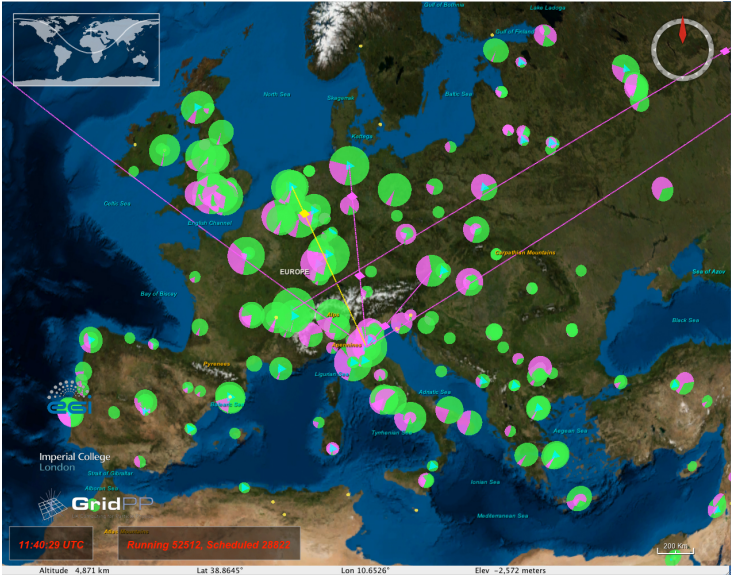 Gulf of Bothnia
Lake Ladoga
Gulf of Finland
North Sea
Skagerrak
Baltic Sea
Kattega
Celtic Sea
English Channel
EUROPE
Carpathian Mountains
Sea of Azov
Bay of Biscay
Black Sea
Alps
Apennines
Pyrenees
Ligurian Sea
Adriatic Sea
egi
Tyrrhenian
Aegean Sea
Imperial College
London
Strait of Gibraltar
Alboran Sea
Ionian Sea
GridPP
Mediterranean Sea
11:40:29 UTC
Running 52512, Scheduled
200 Km
Altitude 4,871 km
Lat 38.8645°
Lon 10.6526°
Elev -2,572 meters